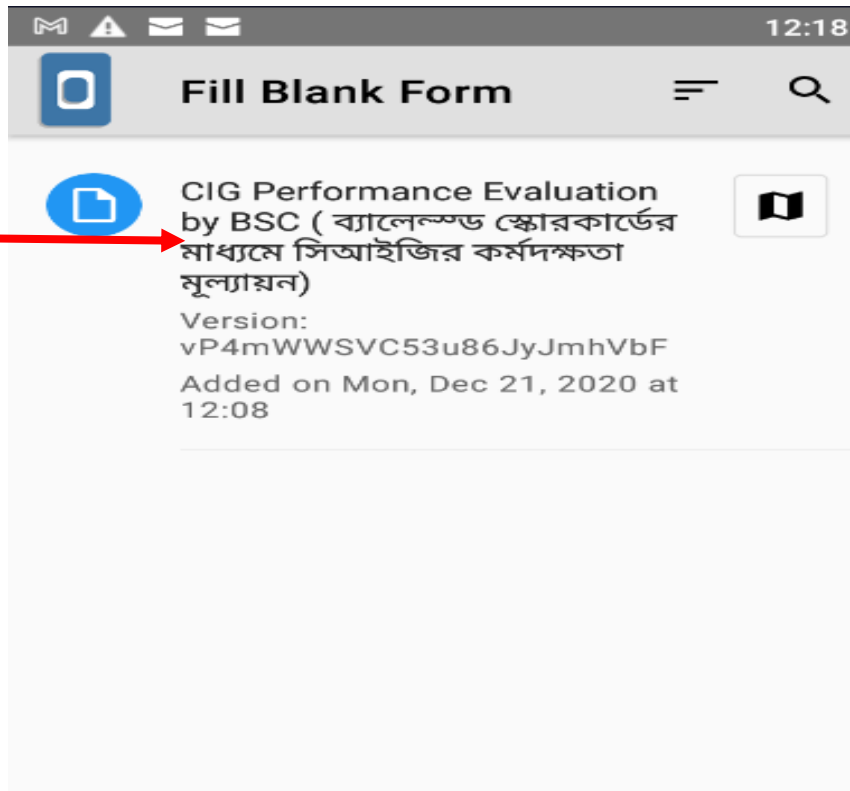 12:18
Fill Blank Form
CIG Performance Evaluation
by BSC ( ব্যালেন্স্ড স্কোরকার্ডের
মাধ্যমে সিআইজির কর্মদক্ষতা
মূল্যায়ন)
Version:
vP4mWWSVC53u86JyJmhVbF
Added on Mon, Dec 21, 2020 at
12:08